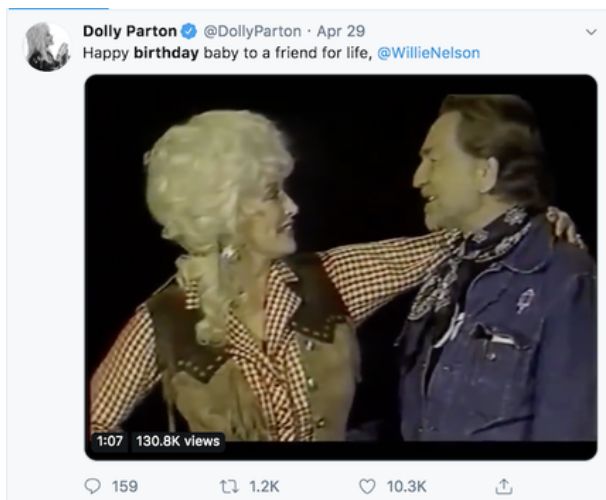 Dolly Parton @DollyParton · Apr 29
Happy birthday baby to a friend for life, @WillieNelson
1:07 130.8K views
159 1.2K 10.3K